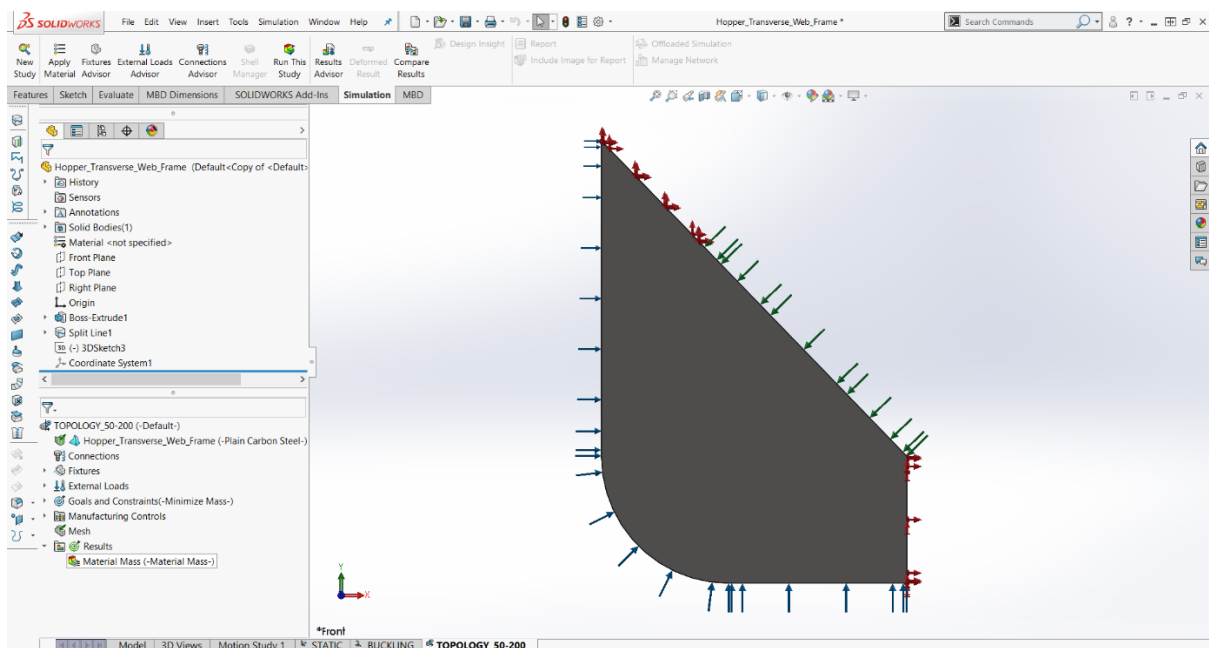 SOLIDWORKS File Edit View Insert Tools Simulation Window Help Hopper_Transverse_Web_Frame * Search Commands ?
New Study Apply Material Fixtures Advisor External Loads Advisor Connections Advisor Shell Manager Run This Study Results Advisor Deformed Result Compare Results Design Insight Report Offloaded Simulation
Include Image for Report Manage Network
Features Sketch Evaluate MBD Dimensions SOLIDWORKS Add-Ins Simulation MBD
Hopper_Transverse_Web_Frame (Default<Copy of <Default>
History
Sensors
Annotations
Solid Bodies(1)
Material <not specified>
Front Plane
Top Plane
Right Plane
Origin
Boss-Extrude1
Split Line1
3D (-) 3DSketch3
Coordinate System1
TOPOLOGY_50-200 (-Default-)
Hopper_Transverse_Web_Frame (-Plain Carbon Steel-)
Connections
Fixtures
External Loads
Goals and Constraints(-Minimize Mass-)
Manufacturing Controls
Mesh
Results
Material Mass (-Material Mass-)
Y
X
*Front
Model 3D Views Motion Study 1 STATIC BUCKLING TOPOLOGY_50-200